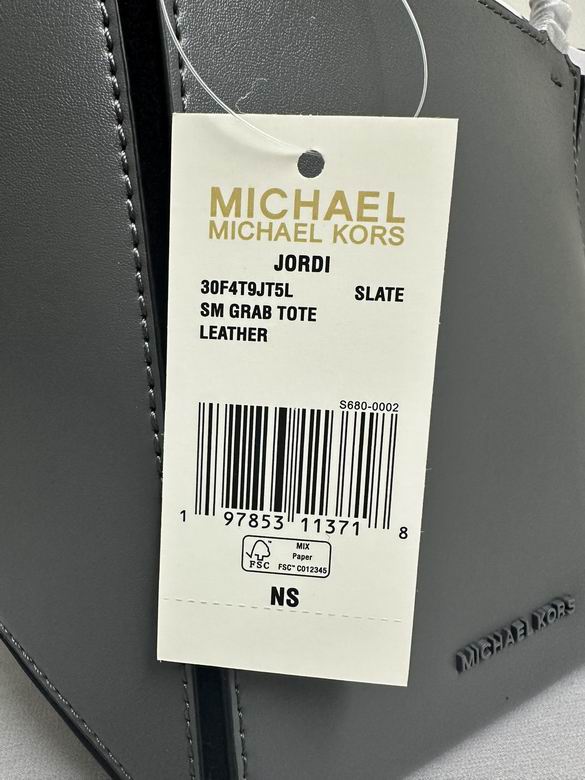 MICHAEL
MICHAEL KORS
JORDI
30F4T9JT5L SLATE
SM GRAB TOTE
LEATHER
S680-0002
1 97853 11371 8
FSC™
MIX
Paper
FSC™ C012345
NS
MICHAEL KORS